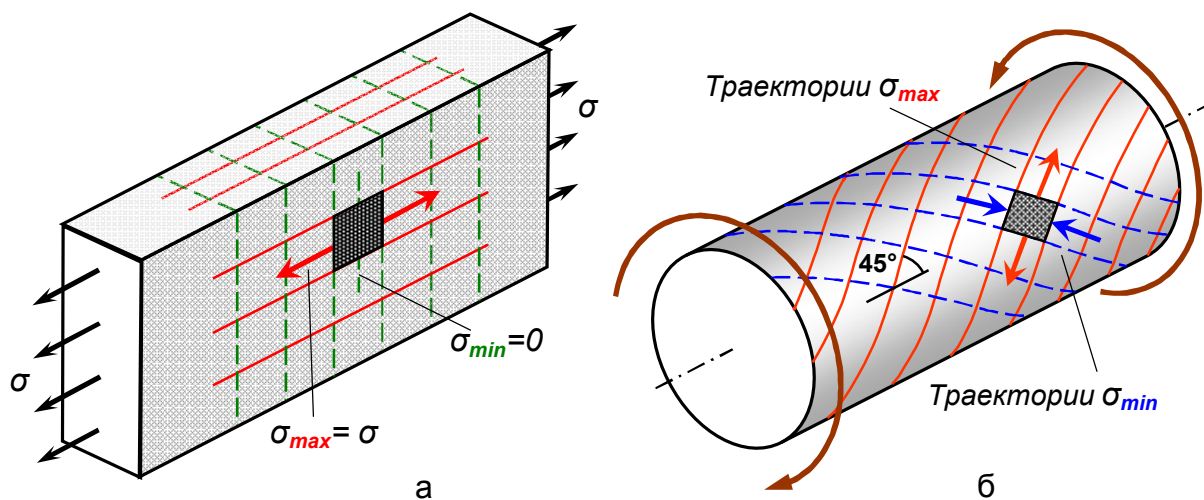 σ
σ
σmin=0
σmax= σ
а
Траектории σmax
45°
Траектории σmin
б